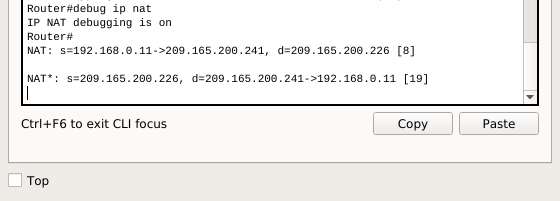 Router#debug ip nat
IP NAT debugging is on
Router#
NAT: s=192.168.0.11->209.165.200.241, d=209.165.200.226 [8]
NAT*: s=209.165.200.226, d=209.165.200.241->192.168.0.11 [19]
Ctrl+F6 to exit CLI focus
Copy
Paste
Top